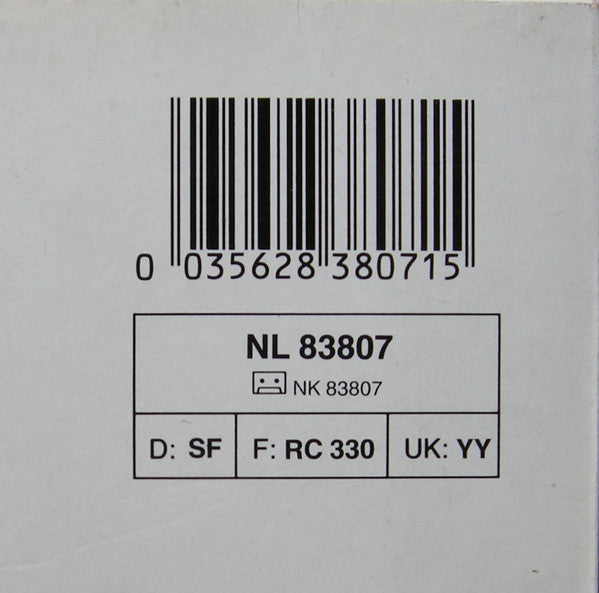 0 035628 380715
NL 83807
NK 83807
D: SF F: RC 330 UK: YY